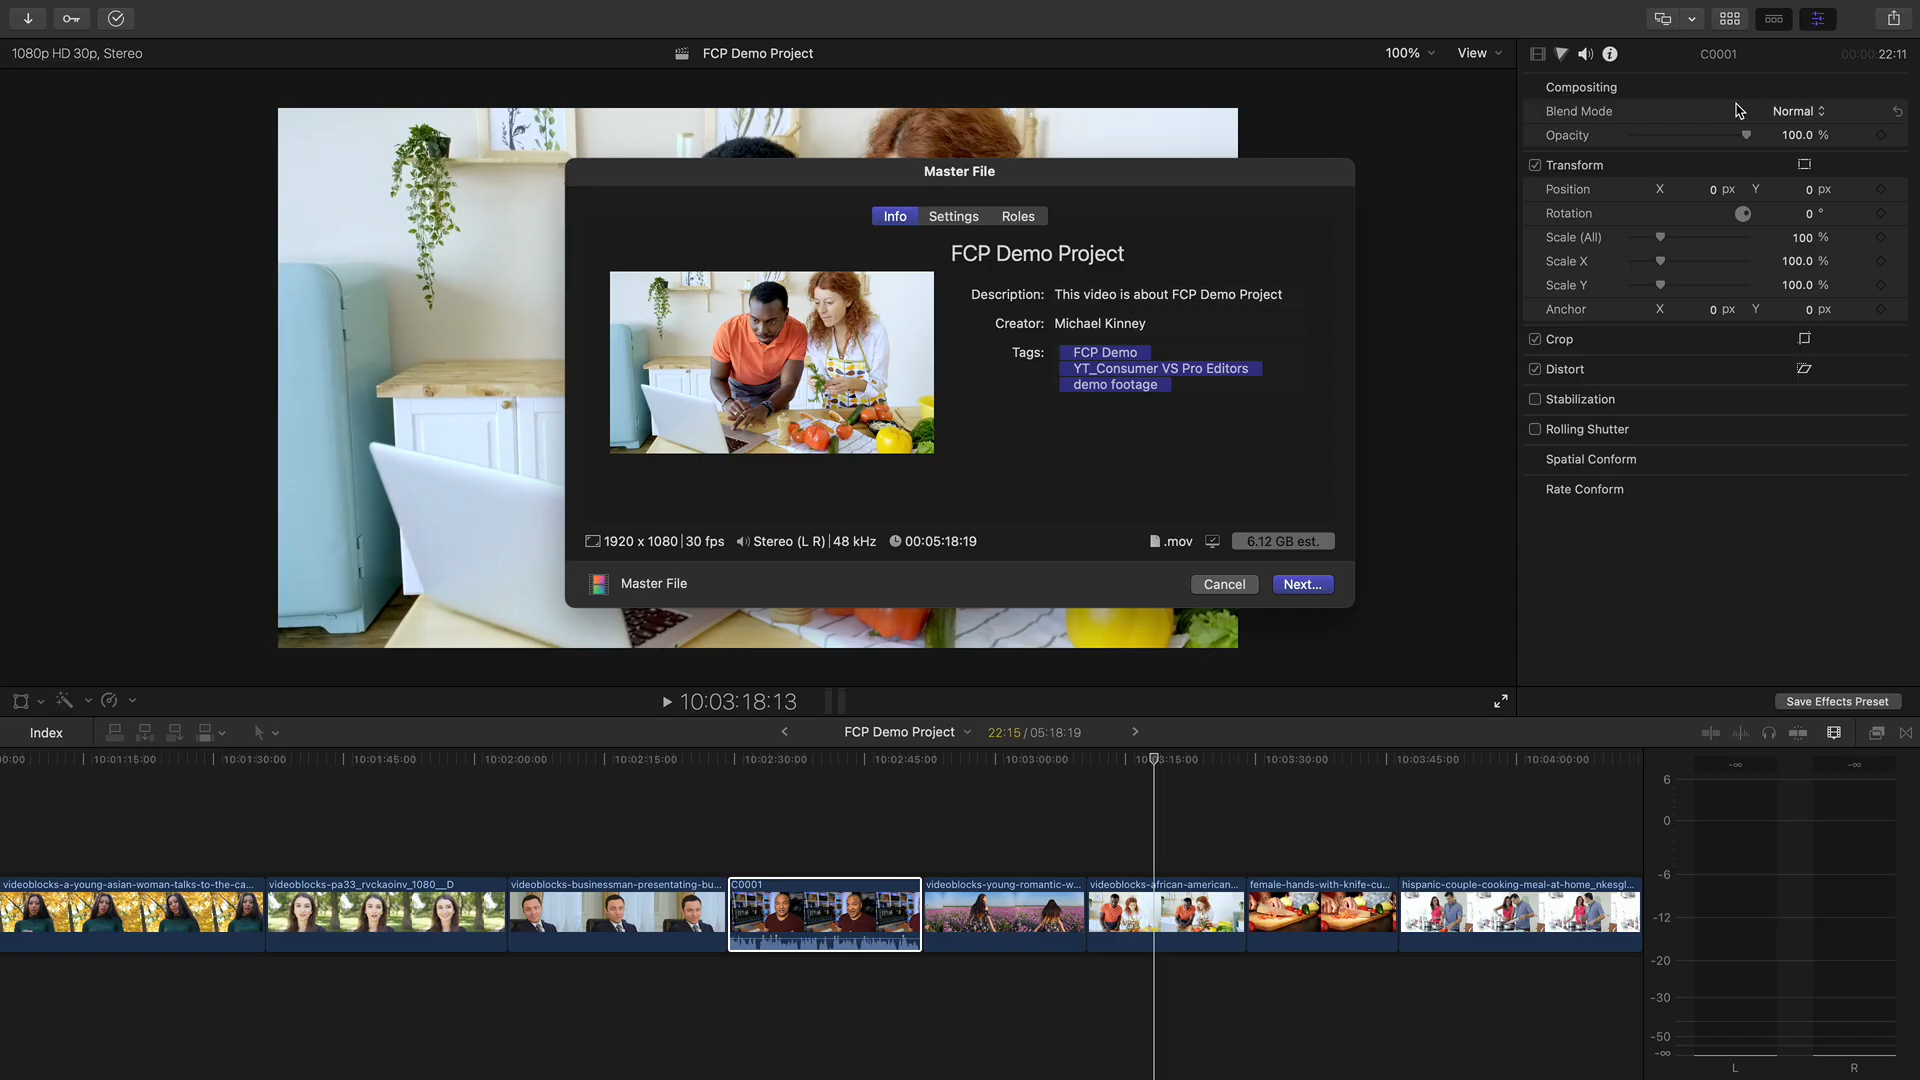 1080p HD 30p, Stereo
FCP Demo Project
100%
View
C0001
00:00:22:11
Compositing
Blend Mode
Normal
Opacity
100.0 %
Transform
Position
X
0 px
Y
0 px
Rotation
0 °
Scale (All)
100 %
Scale X
100.0 %
Scale Y
100.0 %
Anchor
X
0 px
Y
0 px
Crop
Distort
Stabilization
Rolling Shutter
Spatial Conform
Rate Conform
Save Effects Preset
Master File
Info
Settings
Roles
FCP Demo Project
Description: This video is about FCP Demo Project
Creator: Michael Kinney
Tags: FCP Demo
YT_Consumer VS Pro Editors
demo footage
1920 x 1080 | 30 fps
Stereo (L R) | 48 kHz
00:05:18:19
.mov
6.12 GB est.
Master File
Cancel
Next...
10:03:18:13
Index
FCP Demo Project
22:15 / 05:18:19
10:01:15:00
10:01:30:00
10:01:45:00
10:02:00:00
10:02:15:00
10:02:30:00
10:02:45:00
10:03:00:00
10:03:30:00
10:03:45:00
10:04:00:00
videoblocks-a-young-asian-woman-talks-to-the-ca...
videoblocks-pa33_rvckaoinv_1080__D
videoblocks-businessman-presentating-bu...
C0001
videoblocks-young-romantic-w...
videoblocks-african-american...
female-hands-with-knife-cu...
hispanic-couple-cooking-meal-at-home_nkesgl...
-∞
-∞
6
0
-6
-12
-20
-30
-50
-∞
L
R